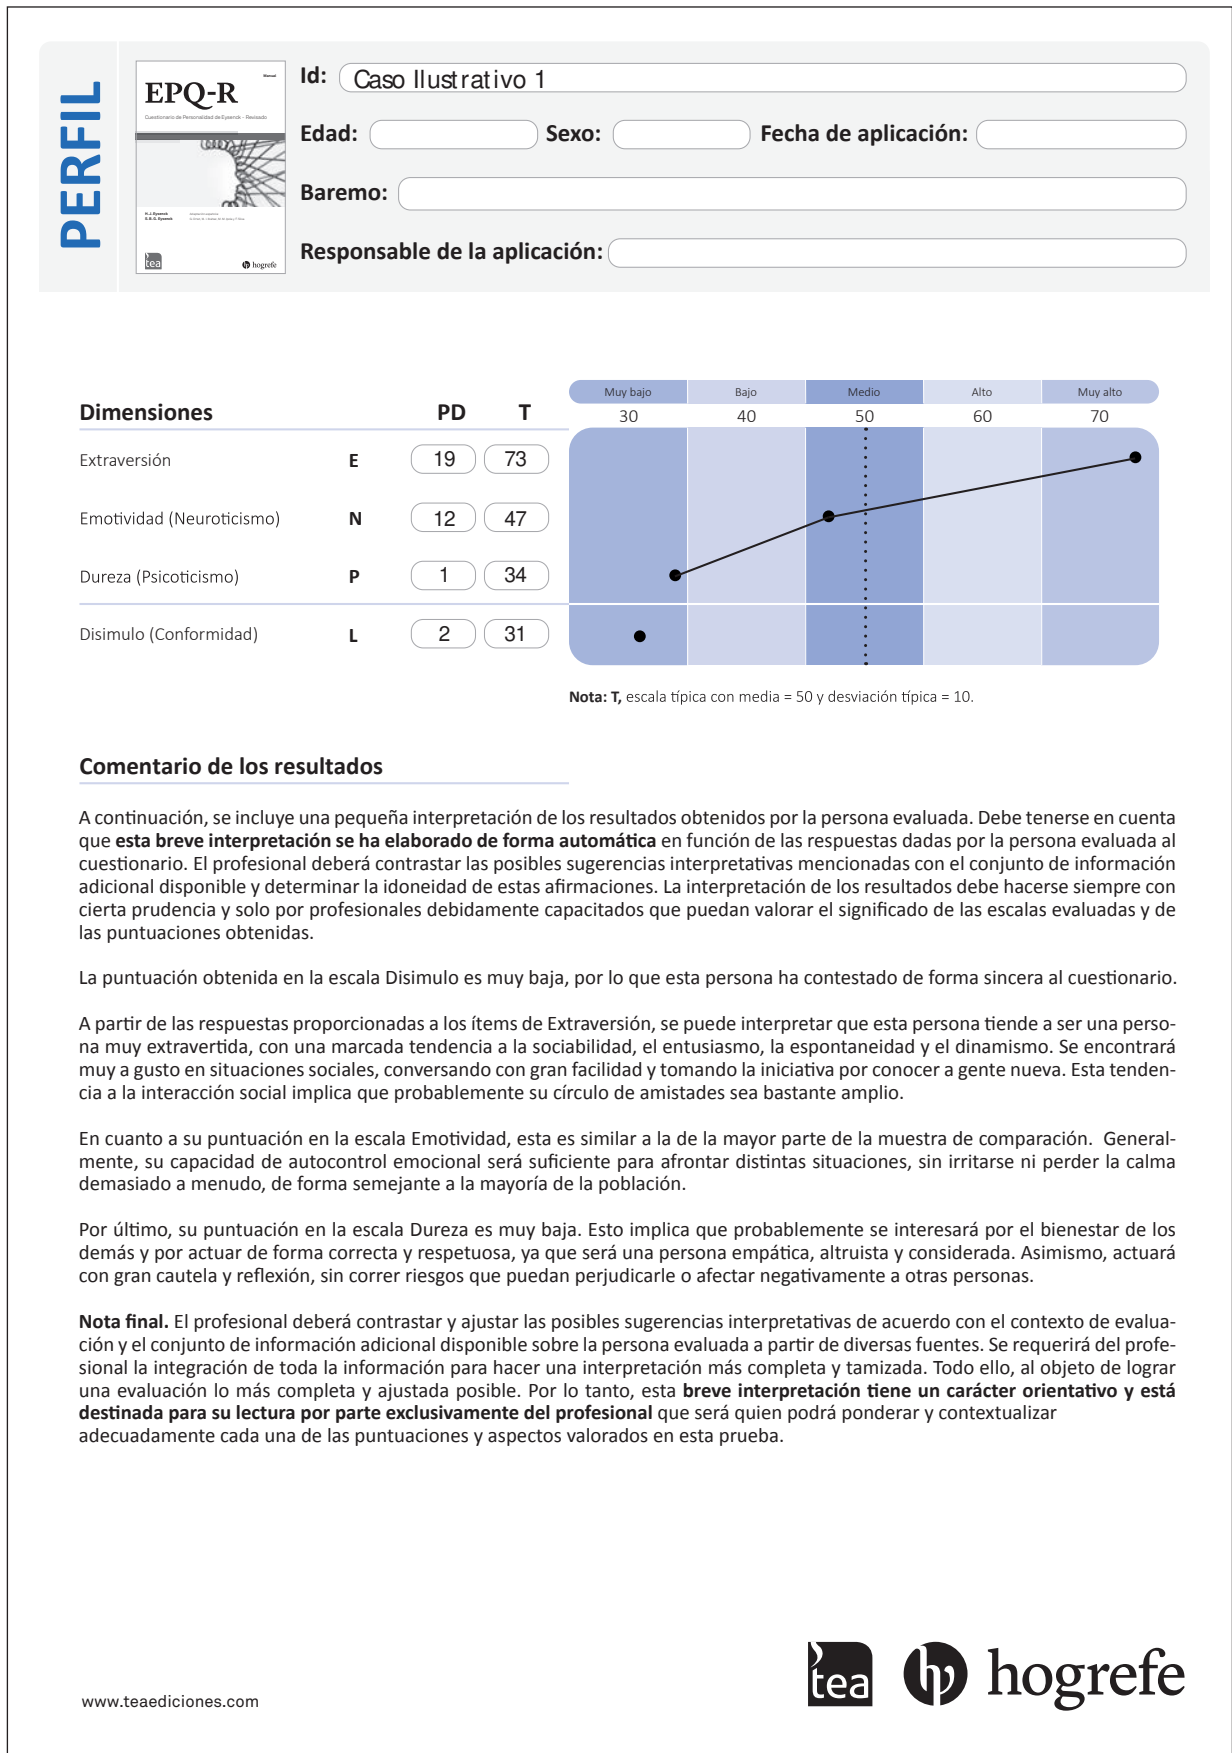 PERFIL
Manual
EPQ-R
Cuestionario de Personalidad de Eysenck - Revisado
H. J. Eysenck
S. B. G. Eysenck
tea
hogrefe
Id: Caso Ilustrativo 1
Edad: Sexo: Fecha de aplicación:
Baremo:
Responsable de la aplicación:
Muy bajo Bajo Medio Alto Muy alto
Dimensiones PD T 30 40 50 60 70
Extraversión E 19 73
Emotividad (Neuroticismo) N 12 47
Dureza (Psicoticismo) P 1 34
Disimulo (Conformidad) L 2 31
Nota: T, escala típica con media = 50 y desviación típica = 10.
Comentario de los resultados
A continuación, se incluye una pequeña interpretación de los resultados obtenidos por la persona evaluada. Debe tenerse en cuenta
que esta breve interpretación se ha elaborado de forma automática en función de las respuestas dadas por la persona evaluada al
cuestionario. El profesional deberá contrastar las posibles sugerencias interpretativas mencionadas con el conjunto de información
adicional disponible y determinar la idoneidad de estas afirmaciones. La interpretación de los resultados debe hacerse siempre con
cierta prudencia y solo por profesionales debidamente capacitados que puedan valorar el significado de las escalas evaluadas y de
las puntuaciones obtenidas.
La puntuación obtenida en la escala Disimulo es muy baja, por lo que esta persona ha contestado de forma sincera al cuestionario.
A partir de las respuestas proporcionadas a los ítems de Extraversión, se puede interpretar que esta persona tiende a ser una perso-
na muy extravertida, con una marcada tendencia a la sociabilidad, el entusiasmo, la espontaneidad y el dinamismo. Se encontrará
muy a gusto en situaciones sociales, conversando con gran facilidad y tomando la iniciativa por conocer a gente nueva. Esta tenden-
cia a la interacción social implica que probablemente su círculo de amistades sea bastante amplio.
En cuanto a su puntuación en la escala Emotividad, esta es similar a la de la mayor parte de la muestra de comparación. General-
mente, su capacidad de autocontrol emocional será suficiente para afrontar distintas situaciones, sin irritarse ni perder la calma
demasiado a menudo, de forma semejante a la mayoría de la población.
Por último, su puntuación en la escala Dureza es muy baja. Esto implica que probablemente se interesará por el bienestar de los
demás y por actuar de forma correcta y respetuosa, ya que será una persona empática, altruista y considerada. Asimismo, actuará
con gran cautela y reflexión, sin correr riesgos que puedan perjudicarle o afectar negativamente a otras personas.
Nota final. El profesional deberá contrastar y ajustar las posibles sugerencias interpretativas de acuerdo con el contexto de evalua-
ción y el conjunto de información adicional disponible sobre la persona evaluada a partir de diversas fuentes. Se requerirá del profe-
sional la integración de toda la información para hacer una interpretación más completa y tamizada. Todo ello, al objeto de lograr
una evaluación lo más completa y ajustada posible. Por lo tanto, esta breve interpretación tiene un carácter orientativo y está
destinada para su lectura por parte exclusivamente del profesional que será quien podrá ponderar y contextualizar
adecuadamente cada una de las puntuaciones y aspectos valorados en esta prueba.
www.teaediciones.com
tea
hogrefe